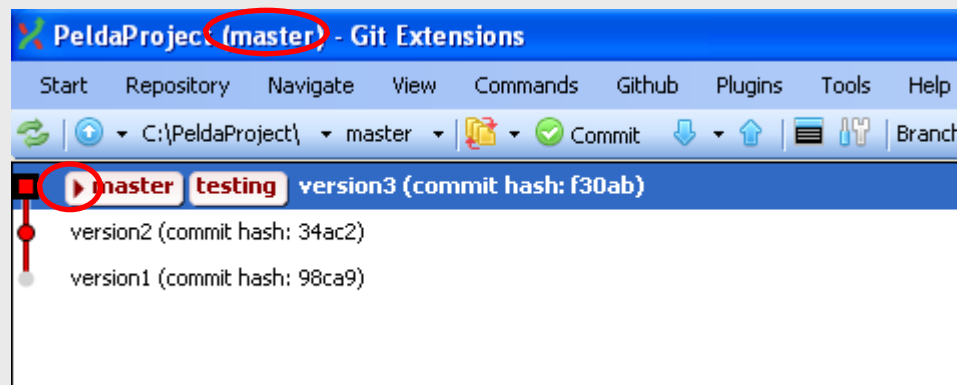 PeldaProject (master) - Git Extensions
Start Repository Navigate View Commands Github Plugins Tools Help
C:\PeldaProject\ master Commit Branch
master testing version3 (commit hash: f30ab)
version2 (commit hash: 34ac2)
version1 (commit hash: 98ca9)